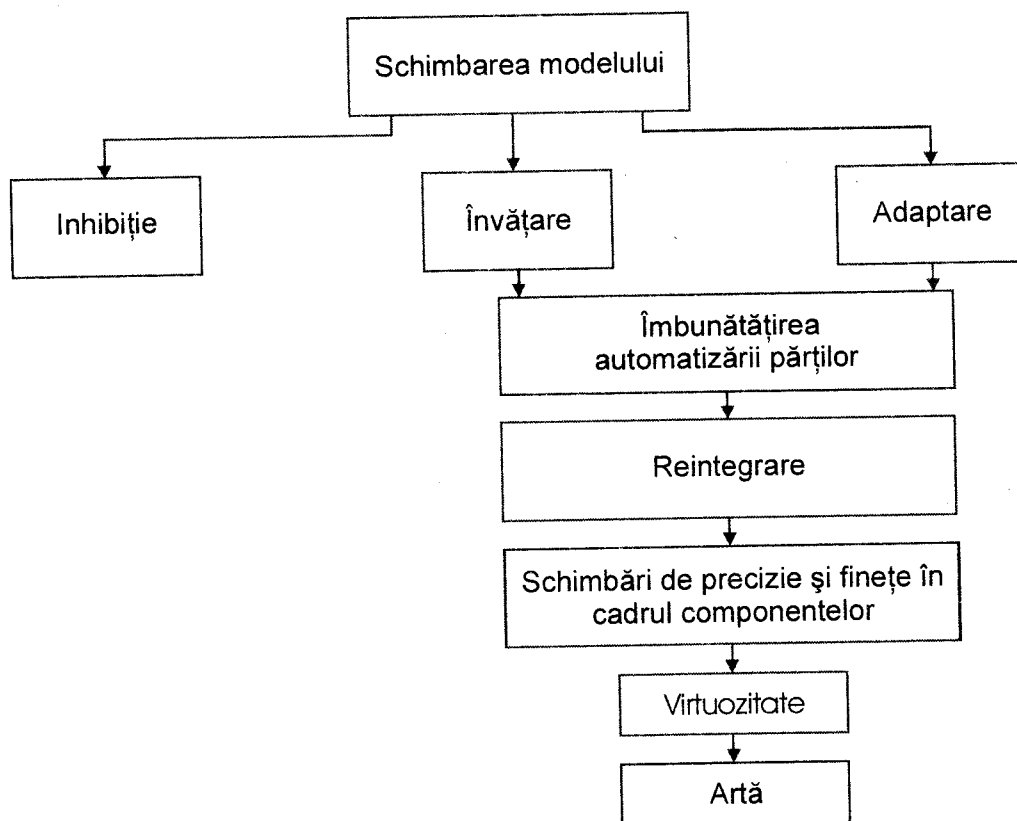 Schimbarea modelului
Inhibiție
Învățare
Adaptare
Îmbunătățirea
automatizării părților
Reintegrare
Schimbări de precizie şi finețe în
cadrul componentelor
Virtuozitate
Artă